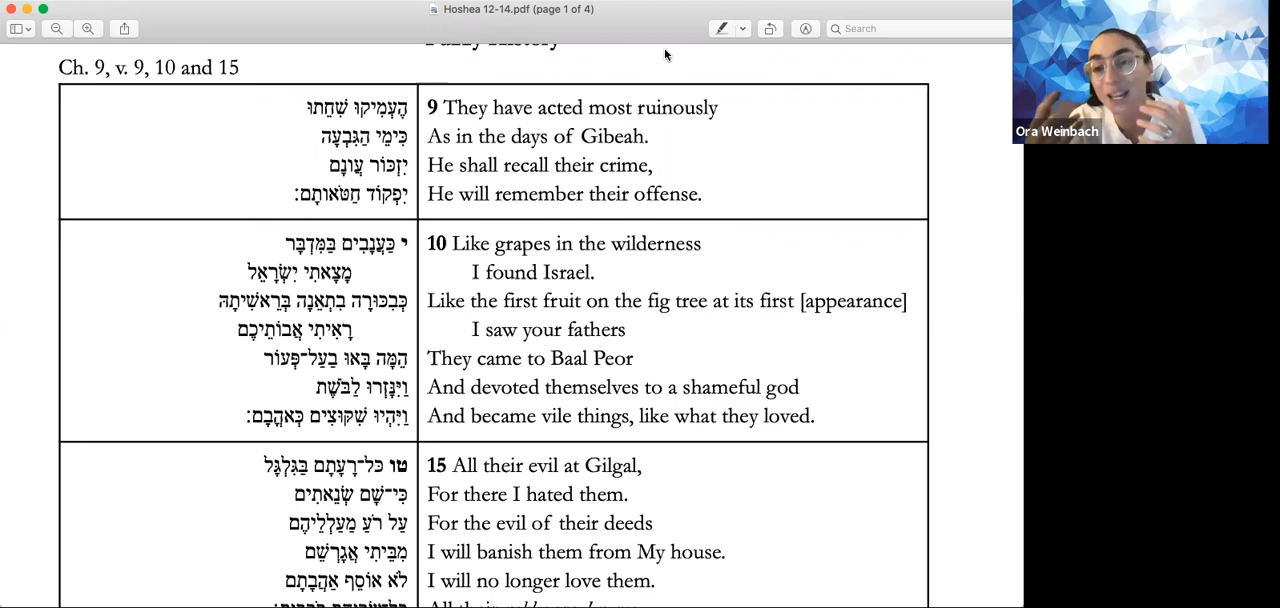 Hoshea 12-14.pdf (page 1 of 4)
Search
Ora Weinbach
Fuzzy History
Ch. 9, v. 9, 10 and 15
הֶעְמִיקוּ שִׁחֵתוּ
כִּימֵי הַגִּבְעָה
יִזְכּוֹר עֲוֺנָם
יִפְקוֹד חַטֹּאותָם׃
9 They have acted most ruinously
As in the days of Gibeah.
He shall recall their crime,
He will remember their offense.
י כַּעֲנָבִים בַּמִּדְבָּר
מָצָאתִי יִשְׂרָאֵל
כְּבִכּוּרָה בִתְאֵנָה בְּרֵאשִׁיתָהּ
רָאִיתִי אֲבוֹתֵיכֶם
הֵמָּה בָּאוּ בַעַל־פְּעוֹר
וַיִּנָּזְרוּ לַבֹּשֶׁת
וַיִּהְיוּ שִׁקּוּצִים כְּאׇהֳבָם׃
10 Like grapes in the wilderness
I found Israel.
Like the first fruit on the fig tree at its first [appearance]
I saw your fathers
They came to Baal Peor
And devoted themselves to a shameful god
And became vile things, like what they loved.
טו כׇּל־רָעָתָם בַּגִּלְגָּל
כִּי־שָׁם שְׂנֵאתִים
עַל רֹעַ מַעַלְלֵיהֶם
מִבֵּיתִי אֲגָרְשֵׁם
לֹא אוֹסֵף אַהֲבָתָם
15 All their evil at Gilgal,
For there I hated them.
For the evil of their deeds
I will banish them from My house.
I will no longer love them.
All their